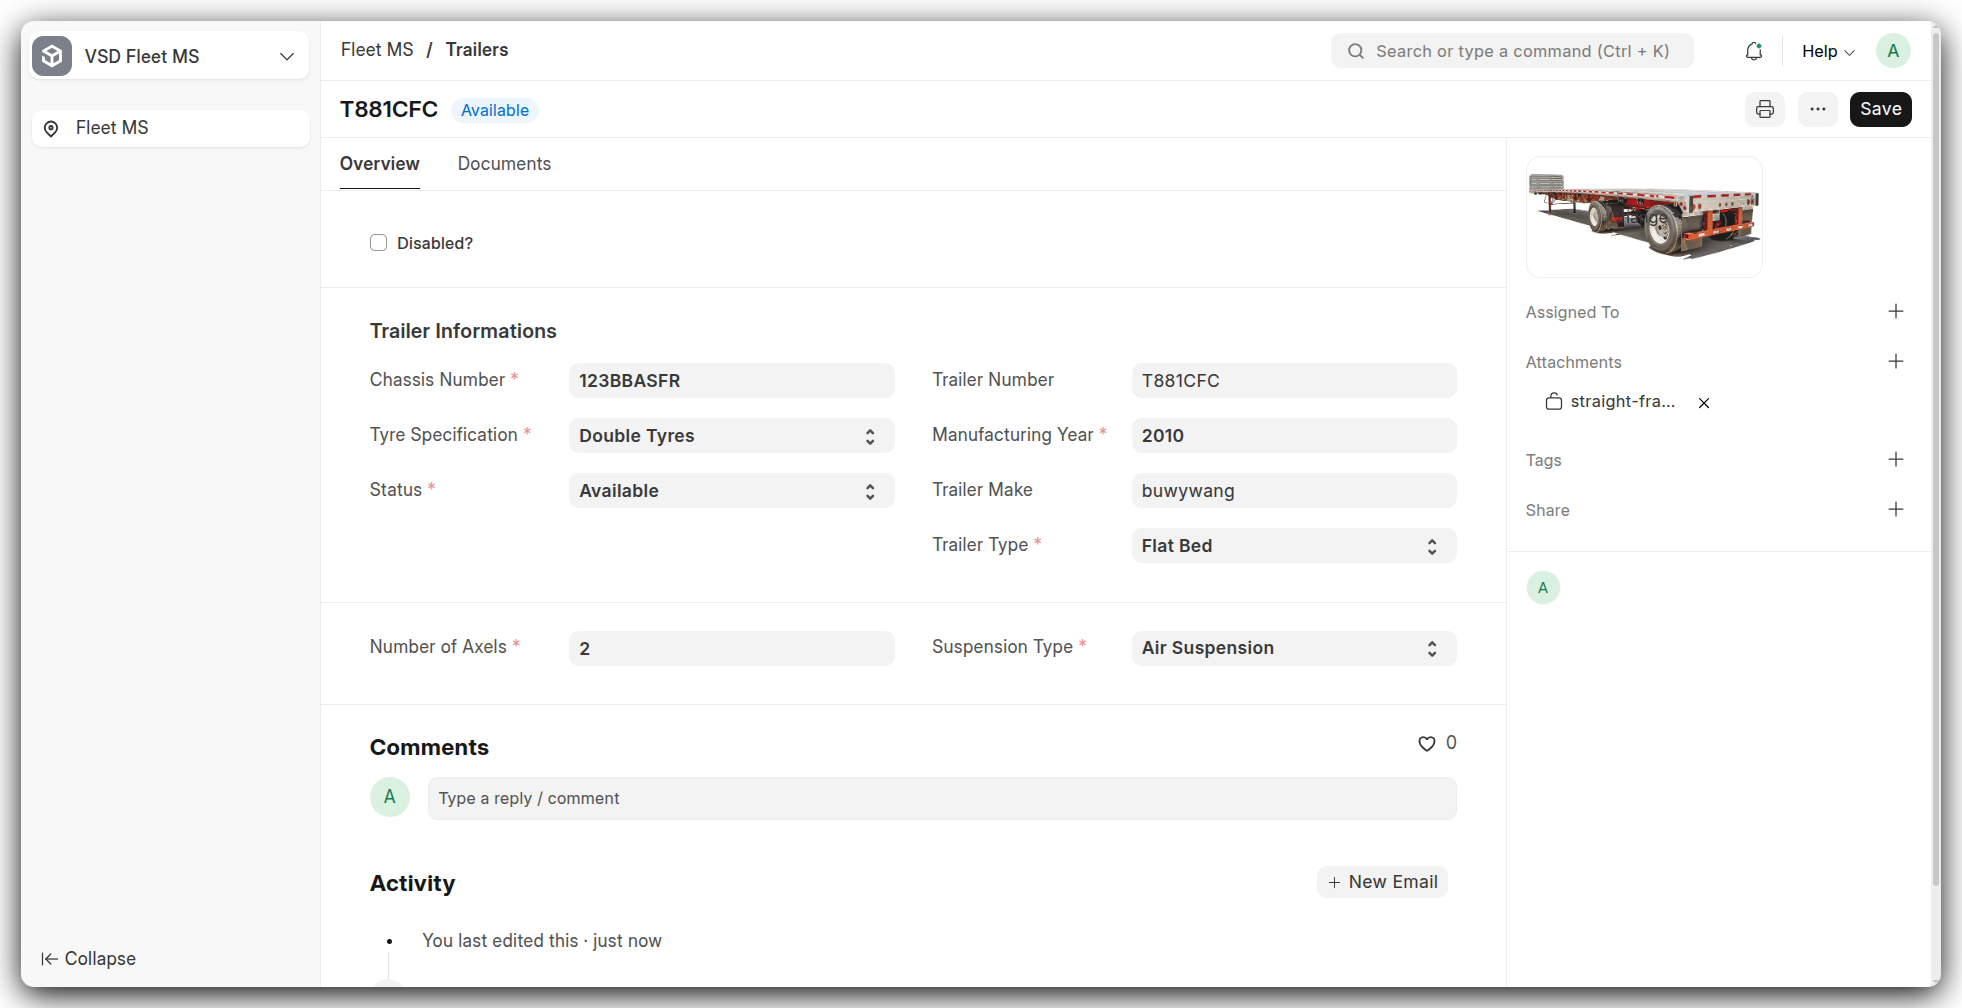 VSD Fleet MS
Fleet MS
Collapse
Fleet MS / Trailers
Search or type a command (Ctrl + K)
Help
A
T881CFC
Available
···
Save
Overview
Documents
Disabled?
Trailer Informations
Chassis Number *
123BBASFR
Trailer Number
T881CFC
Tyre Specification *
Double Tyres
Manufacturing Year *
2010
Status *
Available
Trailer Make
buwywang
Trailer Type *
Flat Bed
Number of Axels *
2
Suspension Type *
Air Suspension
Comments
0
A
Type a reply / comment
Activity
+ New Email
You last edited this · just now
Assigned To
Attachments
straight-fra...
Tags
Share
A